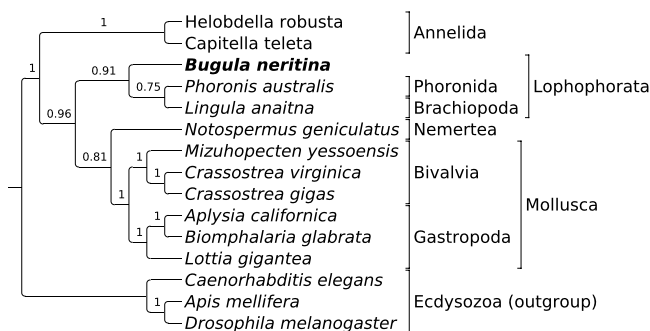 Helobdella robusta
Capitella teleta
Bugula neritina
Phoronis australis
Lingula anaitna
Notospermus geniculatus
Mizuhopecten yessoensis
Crassostrea virginica
Crassostrea gigas
Aplysia californica
Biomphalaria glabrata
Lottia gigantea
Caenorhabditis elegans
Apis mellifera
Drosophila melanogaster
Annelida
Phoronida
Brachiopoda
Nemertea
Bivalvia
Gastropoda
Ecdysozoa (outgroup)
Lophophorata
Mollusca
1
1
0.91
0.75
0.96
0.81
1
1
1
1
1
1
1